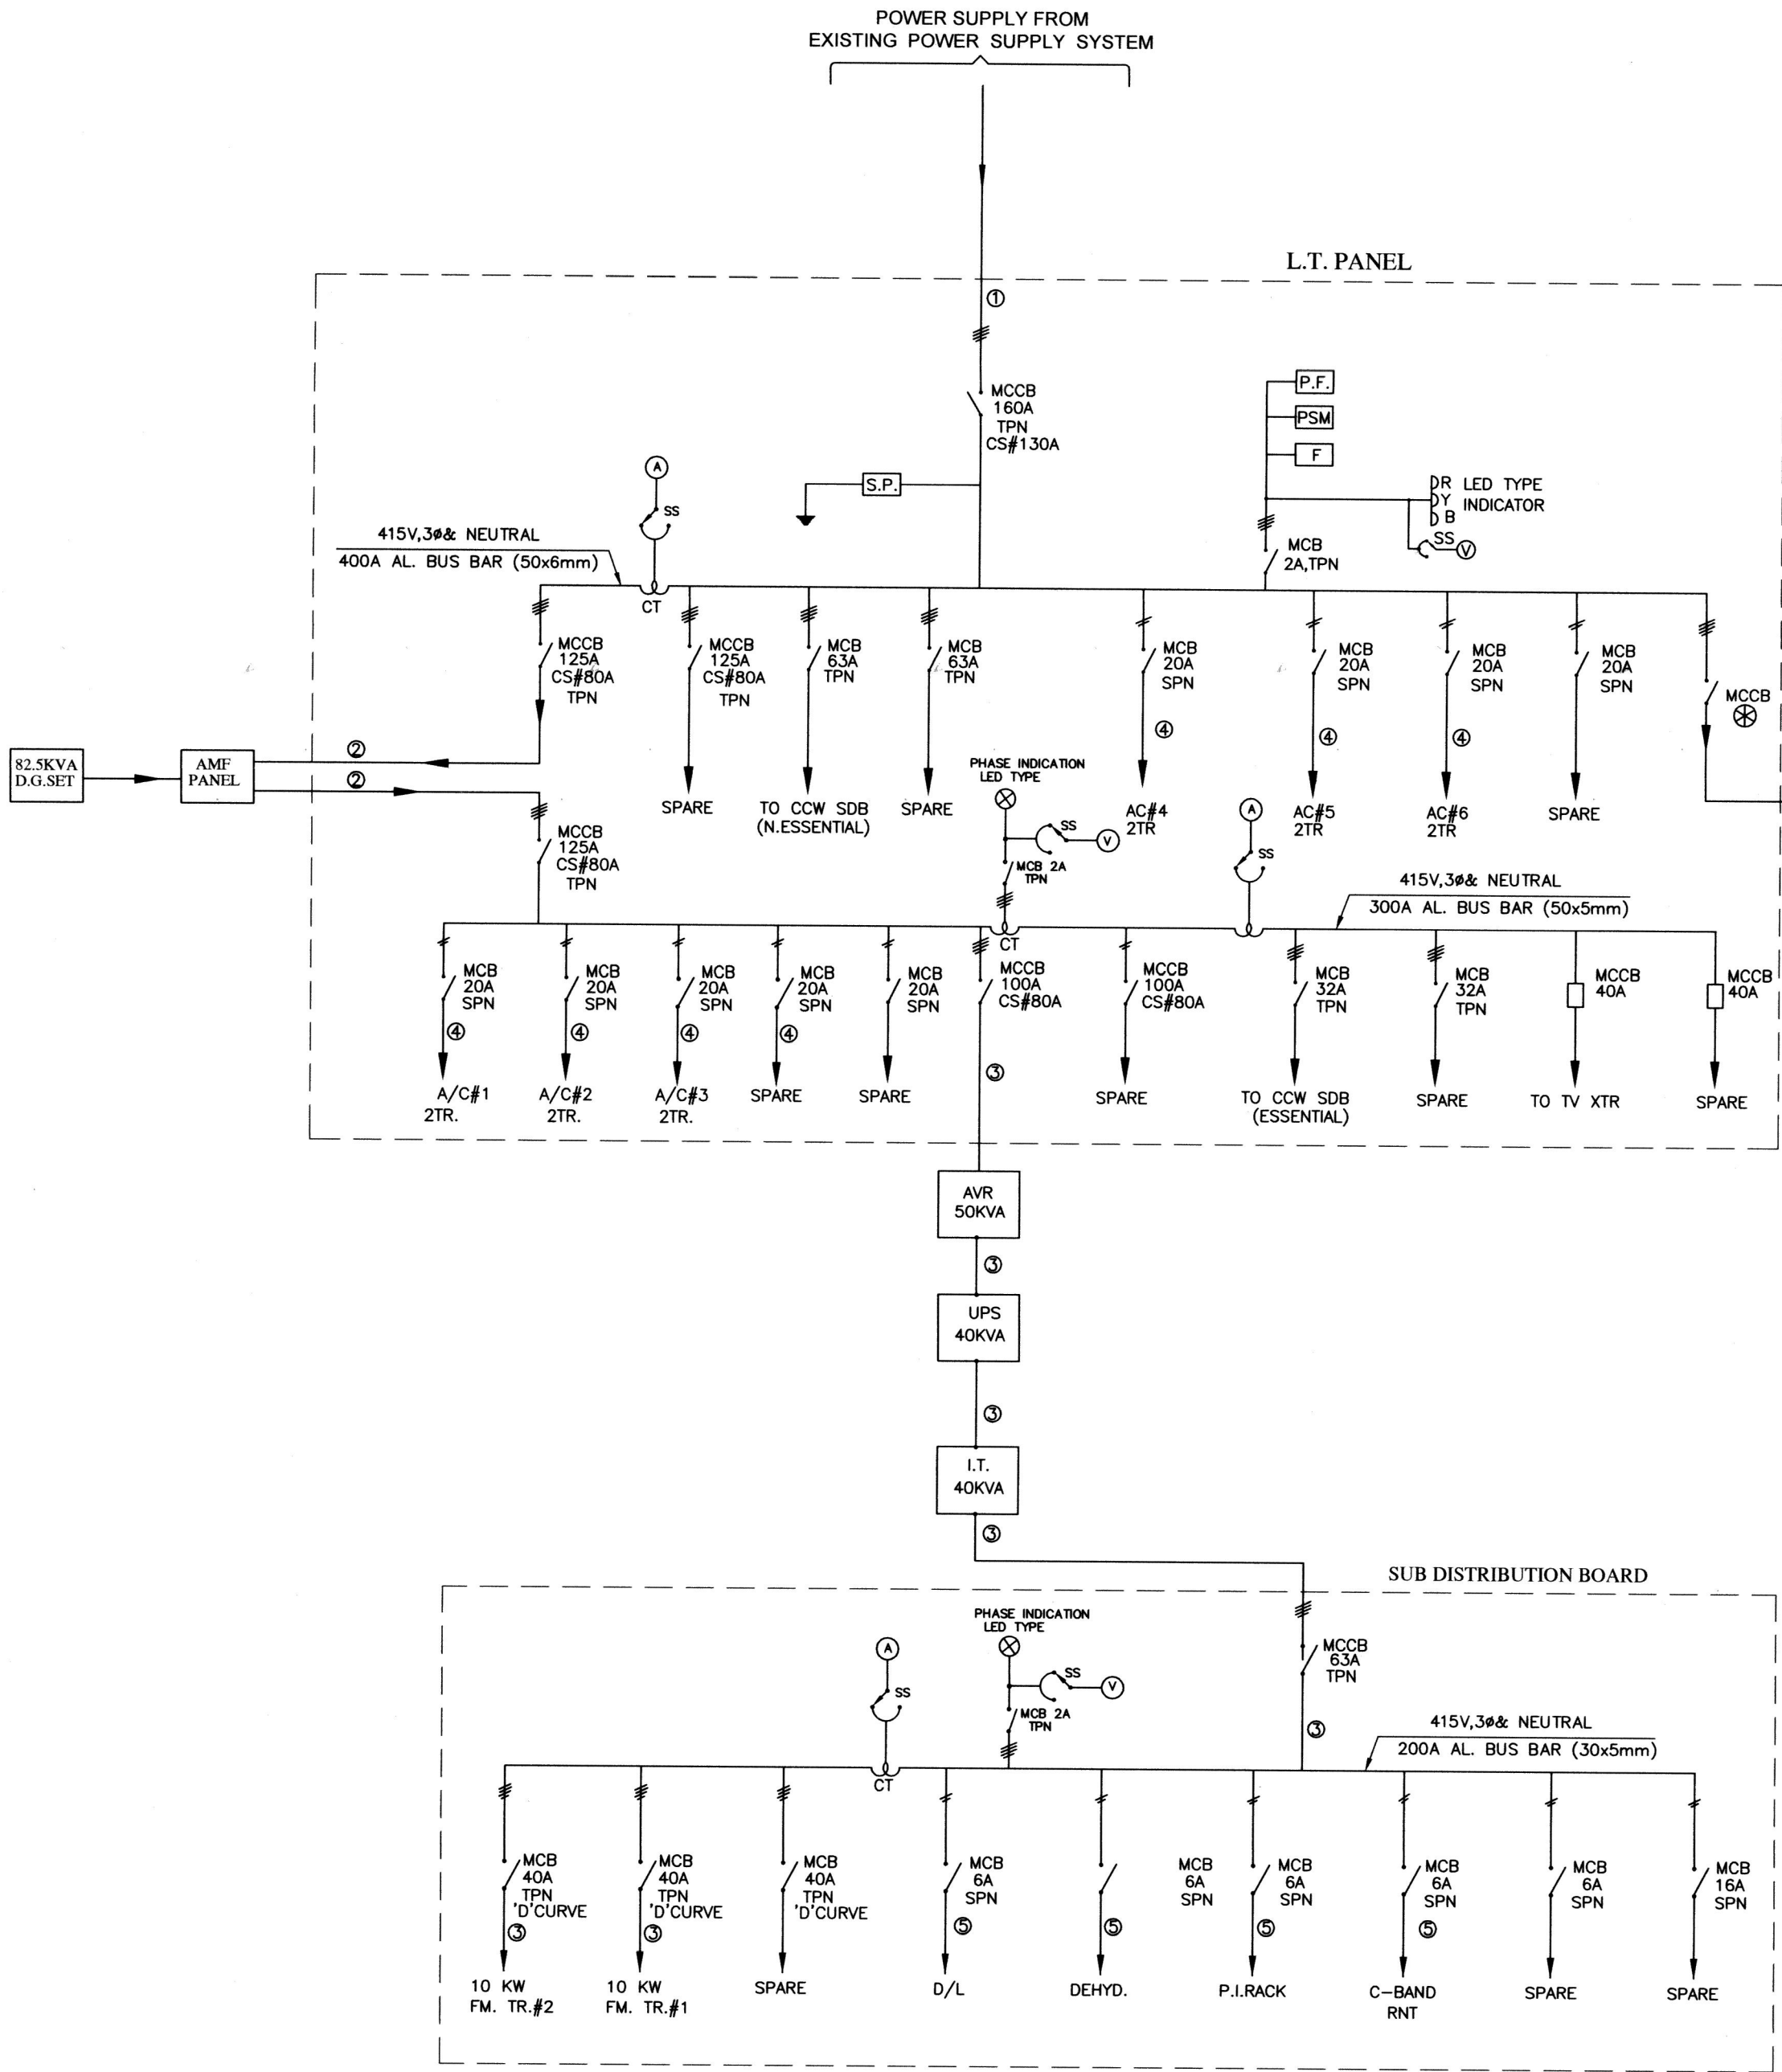 POWER SUPPLY FROM
EXISTING POWER SUPPLY SYSTEM
L.T. PANEL
①
MCCB
160A
TPN
CS#130A
P.F.
PSM
F
S.P.
A
SS
R
Y
B
LED TYPE
INDICATOR
SS
V
MCB
2A,TPN
415V,3ø& NEUTRAL
400A AL. BUS BAR (50x6mm)
CT
MCCB
125A
CS#80A
TPN
MCCB
125A
CS#80A
TPN
MCB
63A
TPN
MCB
63A
TPN
MCB
20A
SPN
MCB
20A
SPN
MCB
20A
SPN
MCB
20A
SPN
MCCB
④
④
④
82.5KVA
D.G.SET
AMF
PANEL
②
②
SPARE
TO CCW SDB
(N.ESSENTIAL)
SPARE
AC#4
2TR
AC#5
2TR
AC#6
2TR
SPARE
PHASE INDICATION
LED TYPE
SS
V
MCB 2A
TPN
A
SS
MCCB
125A
CS#80A
TPN
415V,3ø& NEUTRAL
300A AL. BUS BAR (50x5mm)
CT
MCB
20A
SPN
MCB
20A
SPN
MCB
20A
SPN
MCB
20A
SPN
MCB
20A
SPN
MCCB
100A
CS#80A
MCCB
100A
CS#80A
MCB
32A
TPN
MCB
32A
TPN
MCCB
40A
MCCB
40A
④
④
④
④
③
A/C#1
2TR.
A/C#2
2TR.
A/C#3
2TR.
SPARE
SPARE
SPARE
TO CCW SDB
(ESSENTIAL)
SPARE
TO TV XTR
SPARE
AVR
50KVA
③
UPS
40KVA
③
I.T.
40KVA
③
SUB DISTRIBUTION BOARD
A
SS
PHASE INDICATION
LED TYPE
SS
V
MCB 2A
TPN
MCCB
63A
TPN
③
415V,3ø& NEUTRAL
200A AL. BUS BAR (30x5mm)
CT
MCB
40A
TPN
'D'CURVE
MCB
40A
TPN
'D'CURVE
MCB
40A
TPN
'D'CURVE
MCB
6A
SPN
MCB
6A
SPN
MCB
6A
SPN
MCB
6A
SPN
MCB
6A
SPN
MCB
16A
SPN
③
③
⑤
⑤
⑤
⑤
10 KW
FM. TR.#2
10 KW
FM. TR.#1
SPARE
D/L
DEHYD.
P.I.RACK
C-BAND
RNT
SPARE
SPARE